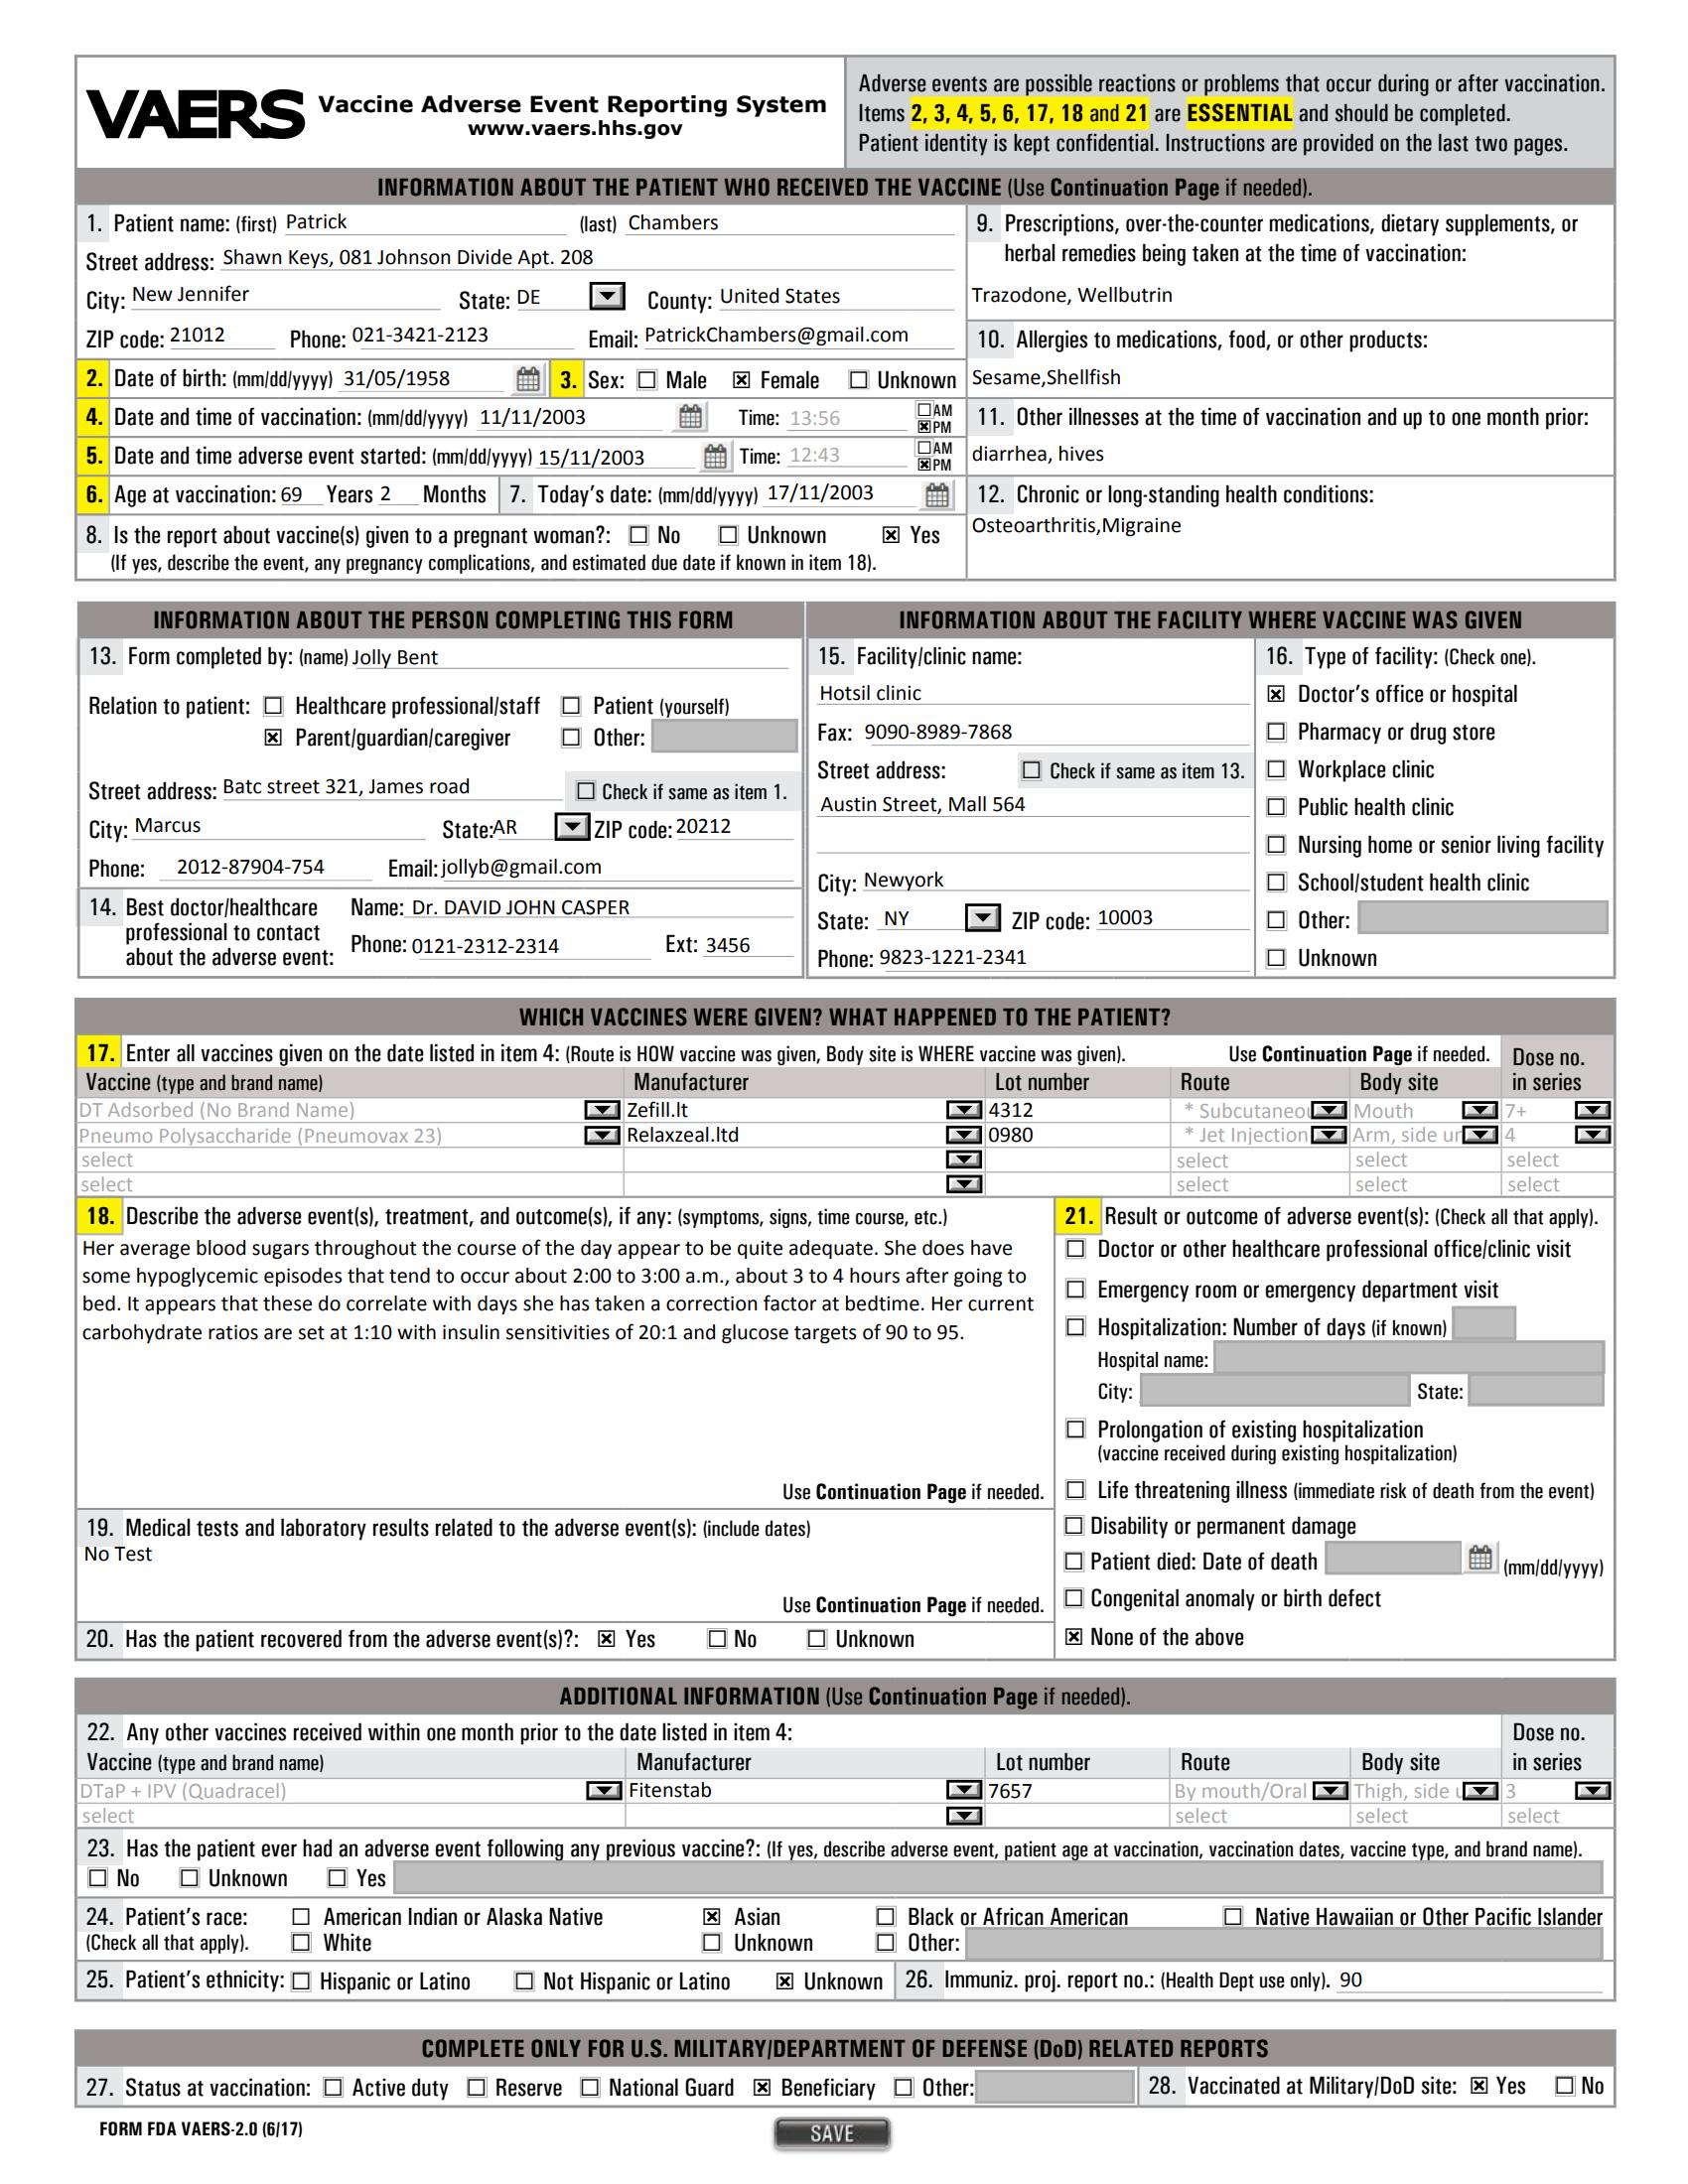 VAERS Vaccine Adverse Event Reporting System
www.vaers.hhs.gov
Adverse events are possible reactions or problems that occur during or after vaccination.
Items 2, 3, 4, 5, 6, 17, 18 and 21 are ESSENTIAL and should be completed.
Patient identity is kept confidential. Instructions are provided on the last two pages.
INFORMATION ABOUT THE PATIENT WHO RECEIVED THE VACCINE (Use Continuation Page if needed).
1. Patient name: (first) Patrick (last) Chambers
Street address: Shawn Keys, 081 Johnson Divide Apt. 208
City: New Jennifer State: DE County: United States
ZIP code: 21012 Phone: 021-3421-2123 Email: PatrickChambers@gmail.com
2. Date of birth: (mm/dd/yyyy) 31/05/1958 3. Sex: Male Female Unknown
4. Date and time of vaccination: (mm/dd/yyyy) 11/11/2003 Time: 13:56 AM PM
5. Date and time adverse event started: (mm/dd/yyyy) 15/11/2003 Time: 12:43 AM PM
6. Age at vaccination: 69 Years 2 Months 7. Today's date: (mm/dd/yyyy) 17/11/2003
8. Is the report about vaccine(s) given to a pregnant woman?: No Unknown Yes
(If yes, describe the event, any pregnancy complications, and estimated due date if known in item 18).
9. Prescriptions, over-the-counter medications, dietary supplements, or
herbal remedies being taken at the time of vaccination:
Trazodone, Wellbutrin
10. Allergies to medications, food, or other products:
Sesame,Shellfish
11. Other illnesses at the time of vaccination and up to one month prior:
diarrhea, hives
12. Chronic or long-standing health conditions:
Osteoarthritis,Migraine
INFORMATION ABOUT THE PERSON COMPLETING THIS FORM
13. Form completed by: (name) Jolly Bent
Relation to patient: Healthcare professional/staff Patient (yourself)
Parent/guardian/caregiver Other:
Street address: Batc street 321, James road Check if same as item 1.
City: Marcus State: AR ZIP code: 20212
Phone: 2012-87904-754 Email: jollyb@gmail.com
14. Best doctor/healthcare professional to contact about the adverse event:
Name: Dr. DAVID JOHN CASPER
Phone: 0121-2312-2314 Ext: 3456
INFORMATION ABOUT THE FACILITY WHERE VACCINE WAS GIVEN
15. Facility/clinic name:
Hotsil clinic
Fax: 9090-8989-7868
Street address: Check if same as item 13.
Austin Street, Mall 564
City: Newyork
State: NY ZIP code: 10003
Phone: 9823-1221-2341
16. Type of facility: (Check one).
Doctor's office or hospital
Pharmacy or drug store
Workplace clinic
Public health clinic
Nursing home or senior living facility
School/student health clinic
Other:
Unknown
WHICH VACCINES WERE GIVEN? WHAT HAPPENED TO THE PATIENT?
17. Enter all vaccines given on the date listed in item 4: (Route is HOW vaccine was given, Body site is WHERE vaccine was given). Use Continuation Page if needed.
Vaccine (type and brand name) Manufacturer Lot number Route Body site Dose no. in series
DT Adsorbed (No Brand Name) Zefill.lt 4312 * Subcutaneou Mouth 7+
Pneumo Polysaccharide (Pneumovax 23) Relaxzeal.ltd 0980 * Jet Injection Arm, side un 4
select select select select
select select select select
18. Describe the adverse event(s), treatment, and outcome(s), if any: (symptoms, signs, time course, etc.)
Her average blood sugars throughout the course of the day appear to be quite adequate. She does have
some hypoglycemic episodes that tend to occur about 2:00 to 3:00 a.m., about 3 to 4 hours after going to
bed. It appears that these do correlate with days she has taken a correction factor at bedtime. Her current
carbohydrate ratios are set at 1:10 with insulin sensitivities of 20:1 and glucose targets of 90 to 95.
Use Continuation Page if needed.
19. Medical tests and laboratory results related to the adverse event(s): (include dates)
No Test
Use Continuation Page if needed.
20. Has the patient recovered from the adverse event(s)?: Yes No Unknown
21. Result or outcome of adverse event(s): (Check all that apply).
Doctor or other healthcare professional office/clinic visit
Emergency room or emergency department visit
Hospitalization: Number of days (if known)
Hospital name:
City: State:
Prolongation of existing hospitalization
(vaccine received during existing hospitalization)
Life threatening illness (immediate risk of death from the event)
Disability or permanent damage
Patient died: Date of death (mm/dd/yyyy)
Congenital anomaly or birth defect
None of the above
ADDITIONAL INFORMATION (Use Continuation Page if needed).
22. Any other vaccines received within one month prior to the date listed in item 4:
Vaccine (type and brand name) Manufacturer Lot number Route Body site Dose no. in series
DTaP + IPV (Quadracel) Fitenstab 7657 By mouth/Oral Thigh, side u 3
select select select select
23. Has the patient ever had an adverse event following any previous vaccine?: (If yes, describe adverse event, patient age at vaccination, vaccination dates, vaccine type, and brand name).
No Unknown Yes
24. Patient's race: American Indian or Alaska Native Asian Black or African American Native Hawaiian or Other Pacific Islander
(Check all that apply). White Unknown Other:
25. Patient's ethnicity: Hispanic or Latino Not Hispanic or Latino Unknown 26. Immuniz. proj. report no.: (Health Dept use only). 90
COMPLETE ONLY FOR U.S. MILITARY/DEPARTMENT OF DEFENSE (DoD) RELATED REPORTS
27. Status at vaccination: Active duty Reserve National Guard Beneficiary Other: 28. Vaccinated at Military/DoD site: Yes No
FORM FDA VAERS-2.0 (6/17) SAVE